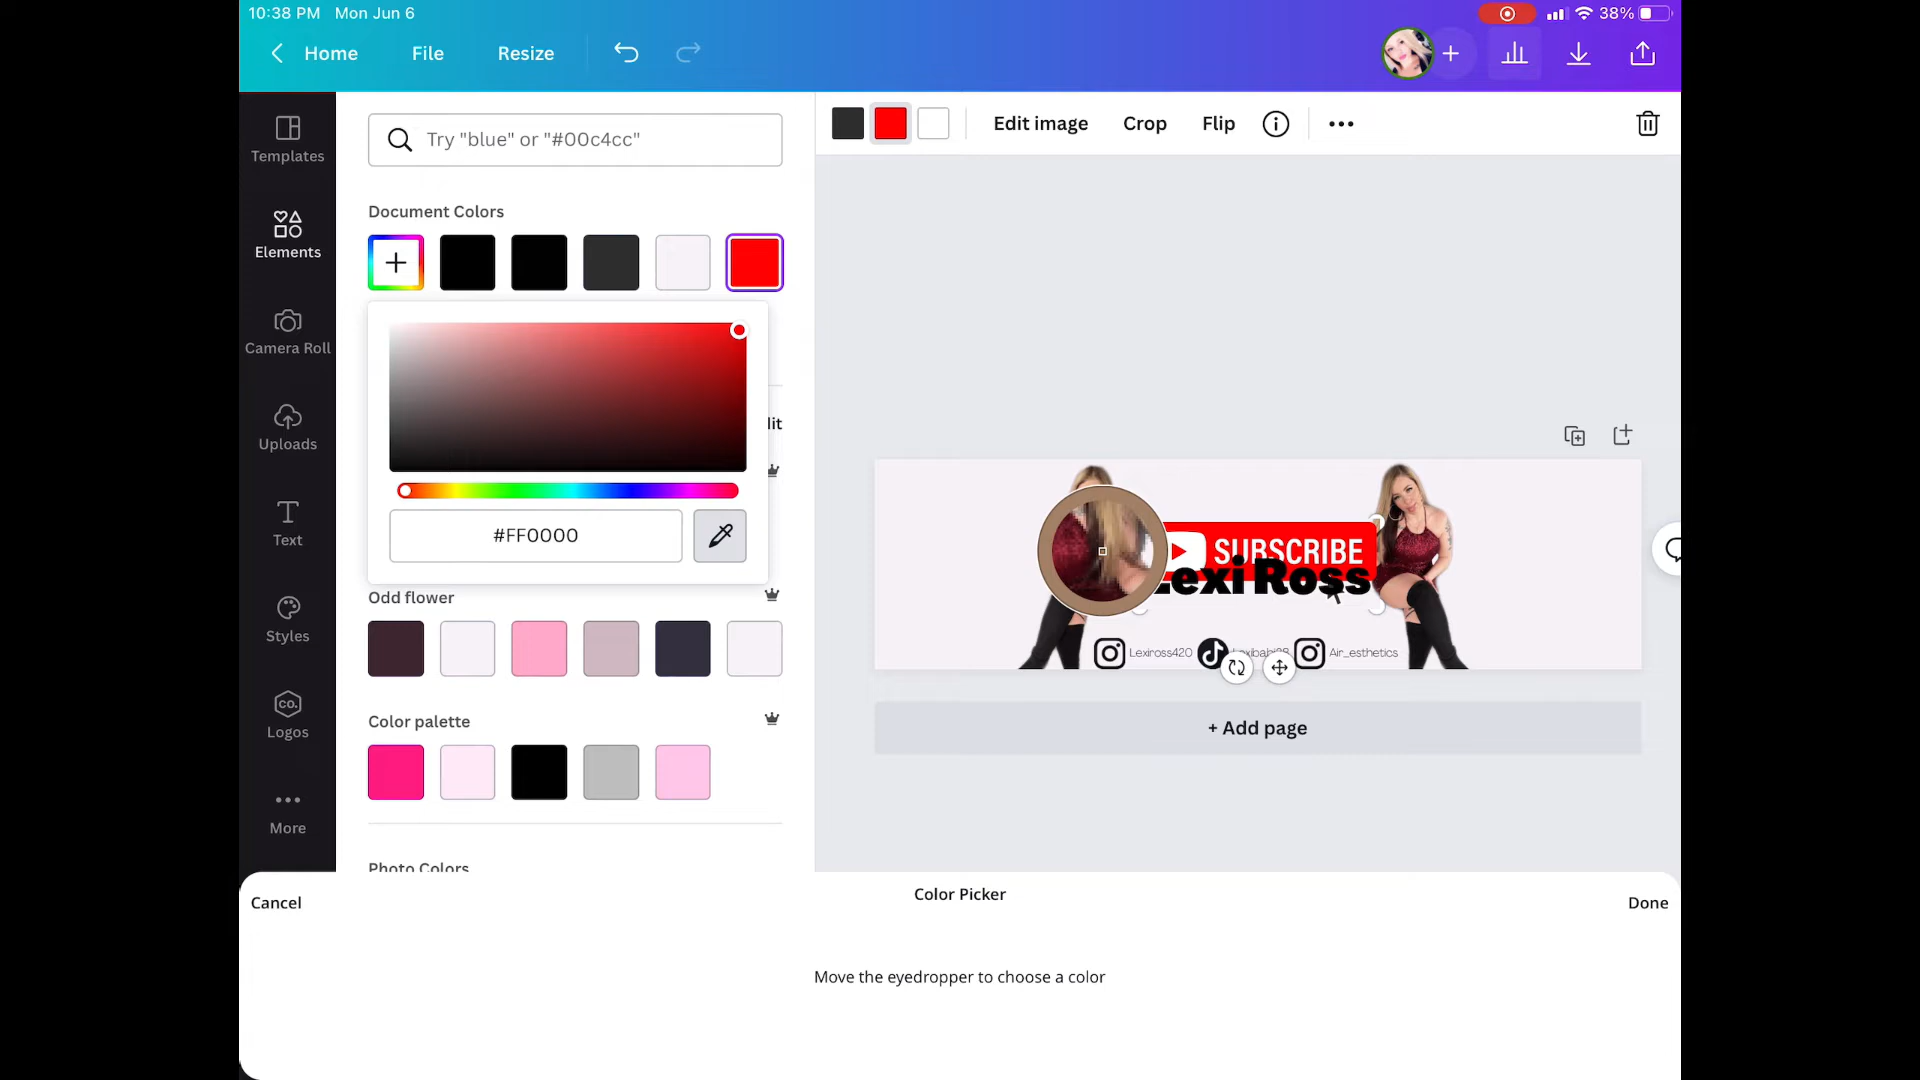 10:38 PM Mon Jun 6
38%
Home File Resize
Templates
Elements
Camera Roll
Uploads
Text
Styles
Logos
CO.
More
Try "blue" or "#00c4cc"
Document Colors
#FF0000
Odd flower
Color palette
Photo Colors
Edit image Crop Flip
SUBSCRIBE
Lexi Ross
Lexiross420
Air_esthetics
+ Add page
Cancel
Color Picker
Done
Move the eyedropper to choose a color